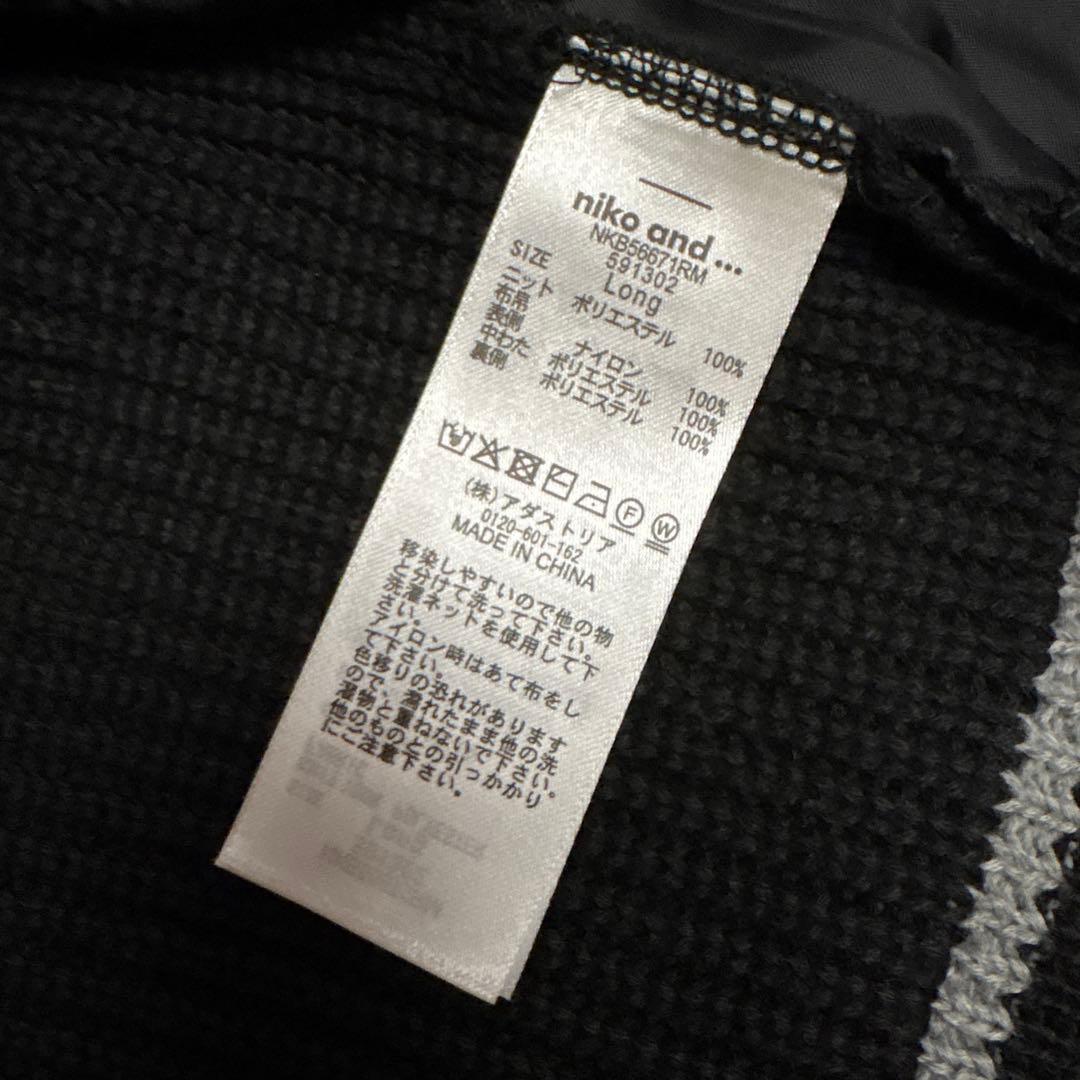 niko and ...
NKB56671RM
591302
SIZE Long
ニット ポリエステル 100%
布帛
表側 ナイロン 100%
中わた ポリエステル 100%
裏側 ポリエステル 100%
F W
(株)アダストリア
0120-601-162
MADE IN CHINA
移染しやすいので他の物
と分けて洗って下さい。
洗濯ネットを使用して下
さい。
アイロン時はあて布をし
て下さい。
色移りの恐れがあります
ので、濡れたまま他の洗
濯物と重ねないで下さい。
他のものとの引っかかり
にご注意下さい。